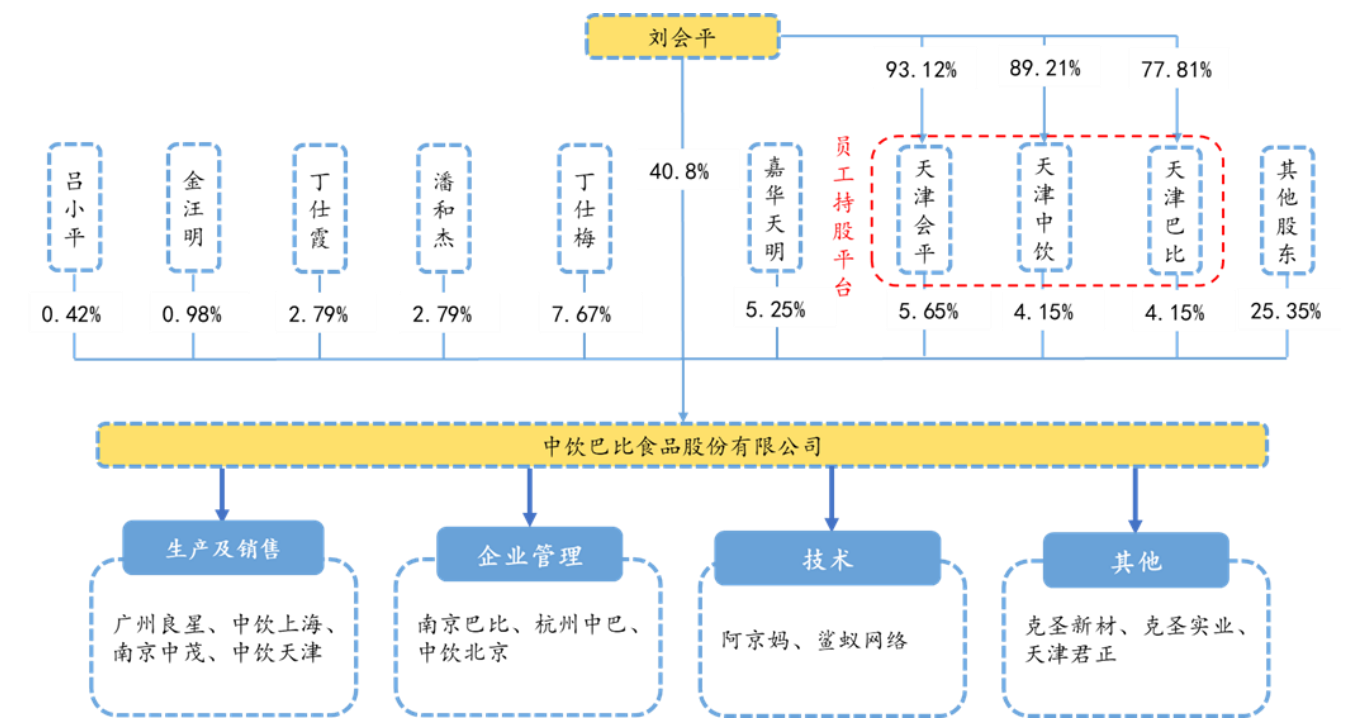 刘会平
93.12%
89.21%
77.81%
吕小平
金汪明
丁仕霞
潘和杰
丁仕梅
40.8%
嘉华天明
员工持股平台
天津会平
天津中饮
天津巴比
其他股东
0.42%
0.98%
2.79%
2.79%
7.67%
5.25%
5.65%
4.15%
4.15%
25.35%
中饮巴比食品股份有限公司
生产及销售
企业管理
技术
其他
广州良星、中饮上海、
南京中茂、中饮天津
南京巴比、杭州中巴、
中饮北京
阿京妈、鲨蚁网络
克圣新材、克圣实业、
天津君正